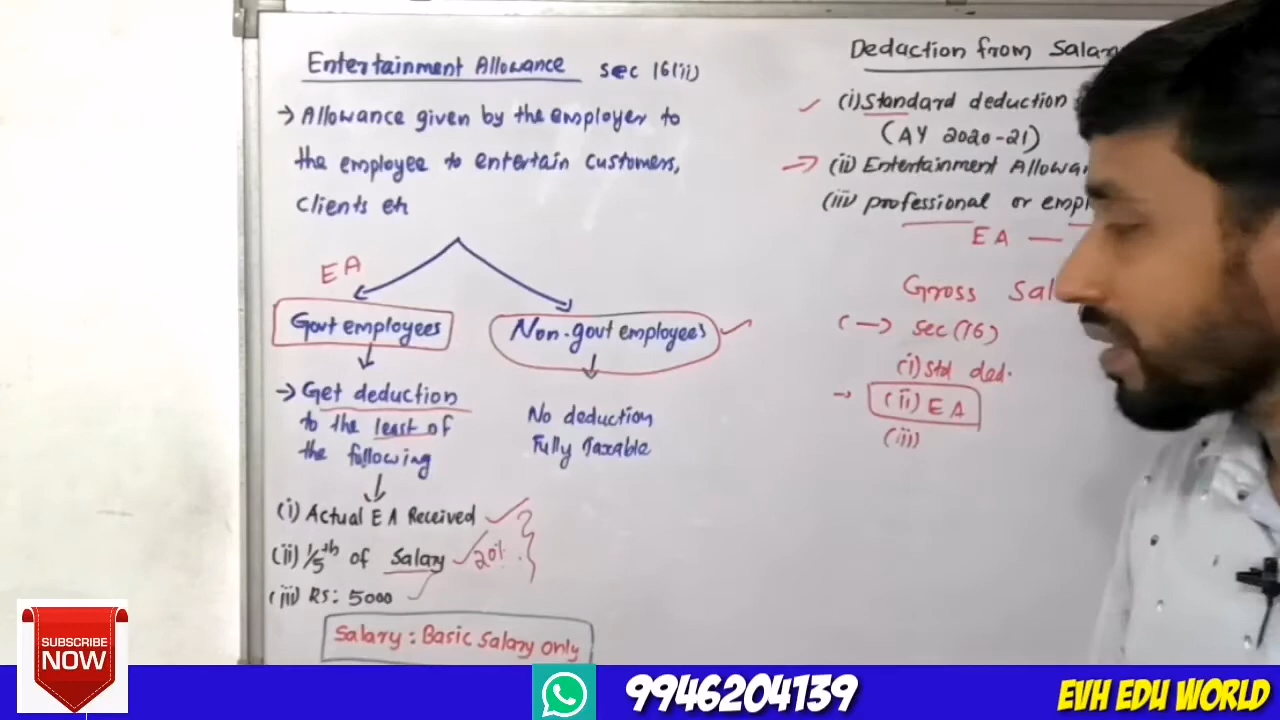 Entertainment Allowance sec 16(ii)
→ Allowance given by the employer to
the employee to entertain customers,
clients etc
EA
Govt employees
Non-govt employees
→ Get deduction
to the least of
the following
No deduction
Fully Taxable
(i) Actual EA Received
(ii) 1/5th of Salary 20%
(iii) Rs: 5000
Salary: Basic salary only
Deduction from Salary
(i) Standard deduction
(AY 2020-21)
(ii) Entertainment Allowa
(iii) professional or empl
EA —
Gross Sal
(—) sec (16)
(i) Std ded.
→ (ii) EA
(iii)
SUBSCRIBE
NOW
9946204139
EVH EDU WORLD